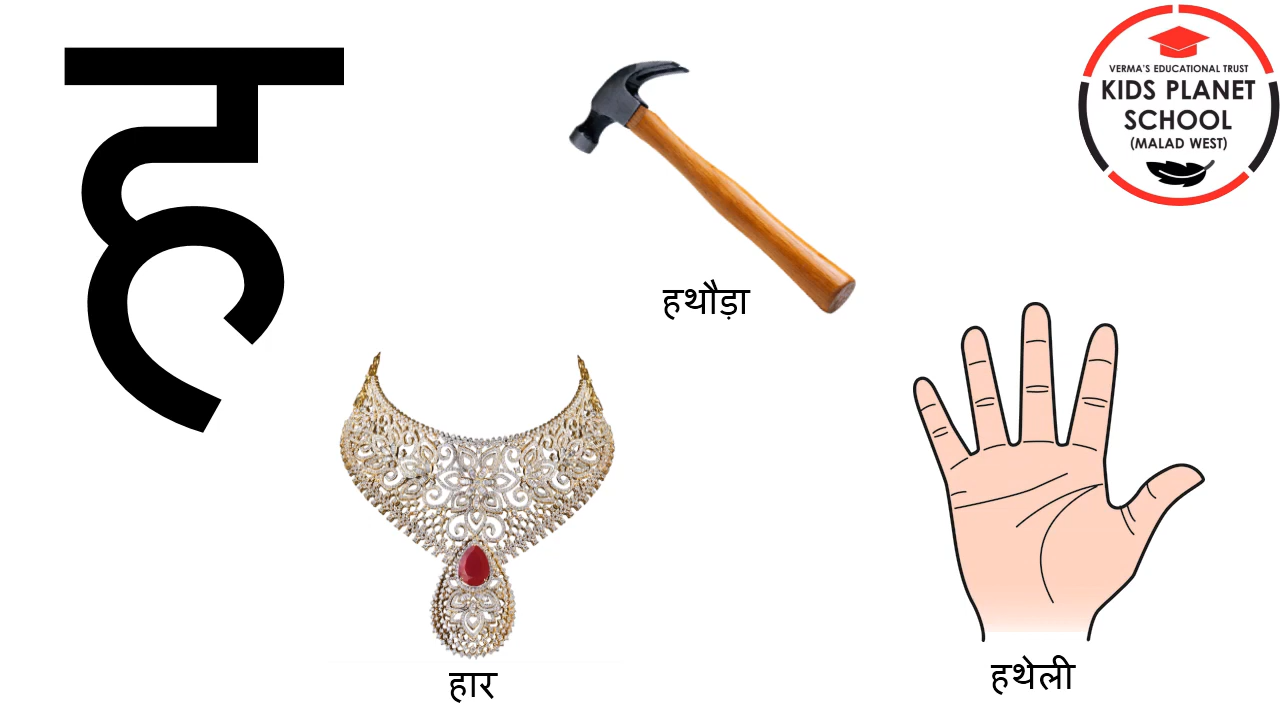 ह
VERMA'S EDUCATIONAL TRUST
KIDS PLANET
SCHOOL
(MALAD WEST)
हथौड़ा
हार
हथेली